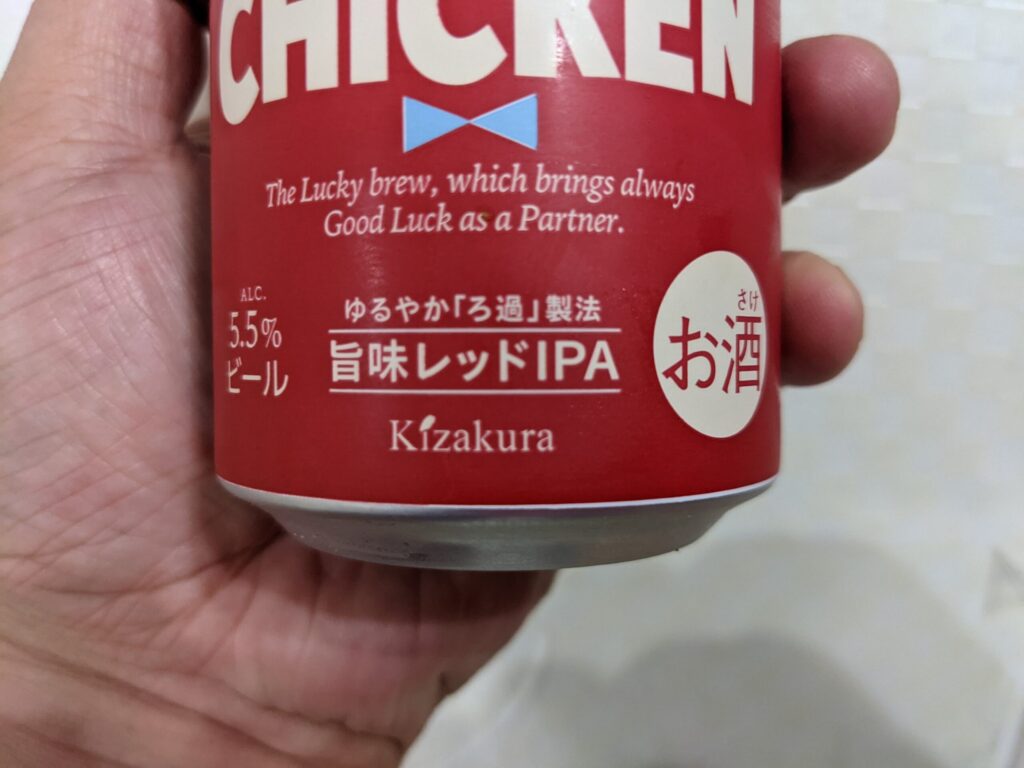 CHICKEN
The Lucky brew, which brings always
Good Luck as a Partner.
ALC.
5.5%
ビール
ゆるやか「ろ過」製法
旨味レッドIPA
Kizakura
さけ
お酒